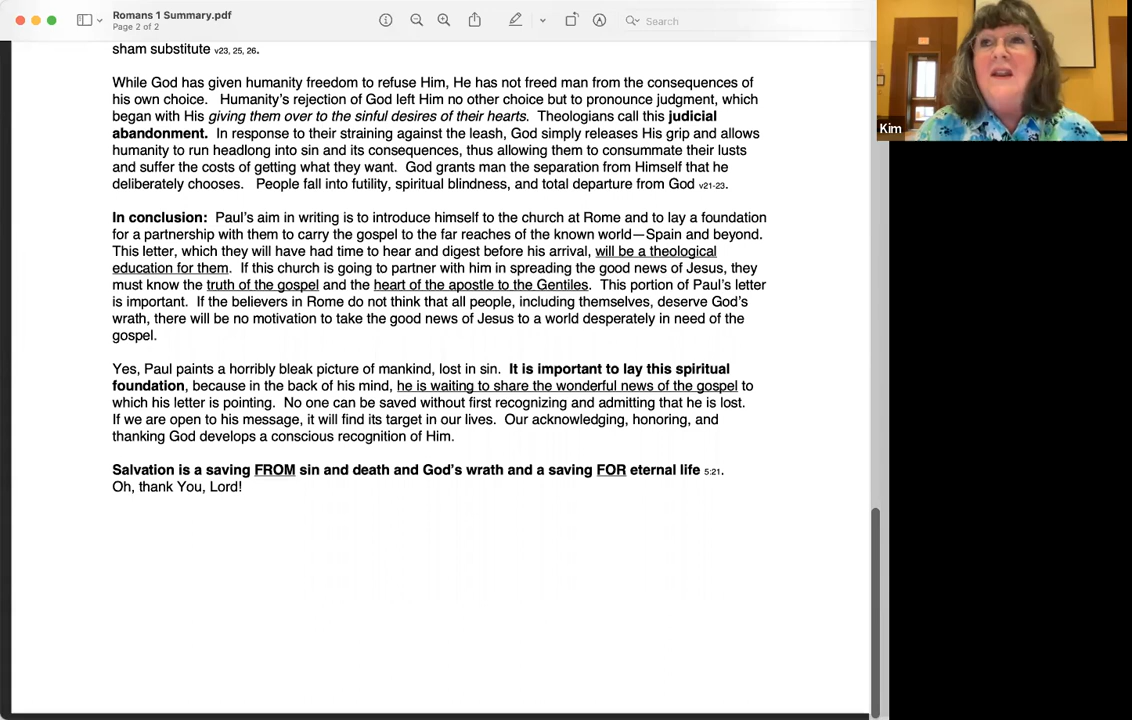 Romans 1 Summary.pdf
Page 2 of 2
Search
sham substitute v23, 25, 26.
While God has given humanity freedom to refuse Him, He has not freed man from the consequences of
his own choice. Humanity's rejection of God left Him no other choice but to pronounce judgment, which
began with His giving them over to the sinful desires of their hearts. Theologians call this judicial
abandonment. In response to their straining against the leash, God simply releases His grip and allows
humanity to run headlong into sin and its consequences, thus allowing them to consummate their lusts
and suffer the costs of getting what they want. God grants man the separation from Himself that he
deliberately chooses. People fall into futility, spiritual blindness, and total departure from God v21-23.
In conclusion: Paul's aim in writing is to introduce himself to the church at Rome and to lay a foundation
for a partnership with them to carry the gospel to the far reaches of the known world—Spain and beyond.
This letter, which they will have had time to hear and digest before his arrival, will be a theological
education for them. If this church is going to partner with him in spreading the good news of Jesus, they
must know the truth of the gospel and the heart of the apostle to the Gentiles. This portion of Paul's letter
is important. If the believers in Rome do not think that all people, including themselves, deserve God's
wrath, there will be no motivation to take the good news of Jesus to a world desperately in need of the
gospel.
Yes, Paul paints a horribly bleak picture of mankind, lost in sin. It is important to lay this spiritual
foundation, because in the back of his mind, he is waiting to share the wonderful news of the gospel to
which his letter is pointing. No one can be saved without first recognizing and admitting that he is lost.
If we are open to his message, it will find its target in our lives. Our acknowledging, honoring, and
thanking God develops a conscious recognition of Him.
Salvation is a saving FROM sin and death and God's wrath and a saving FOR eternal life 5:21.
Oh, thank You, Lord!
Kim